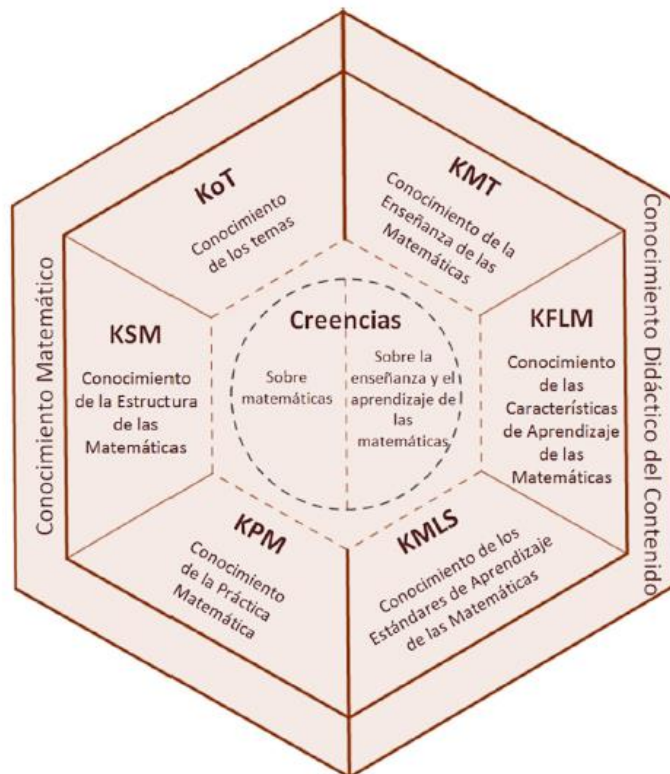 KoT
Conocimiento
de los temas
KMT
Conocimiento de la
Enseñanza de las
Matemáticas
Conocimiento Matemático
KSM
Conocimiento
de la Estructura
de las
Matemáticas
Creencias
Sobre
matemáticas
Sobre la
enseñanza y el
aprendizaje de
las
matemáticas
KFLM
Conocimiento
de las
Características
de Aprendizaje
de las
Matemáticas
Conocimiento Didáctico del Contenido
KPM
Conocimiento
de la Práctica
Matemática
KMLS
Conocimiento de los
Estándares de Aprendizaje
de las Matemáticas